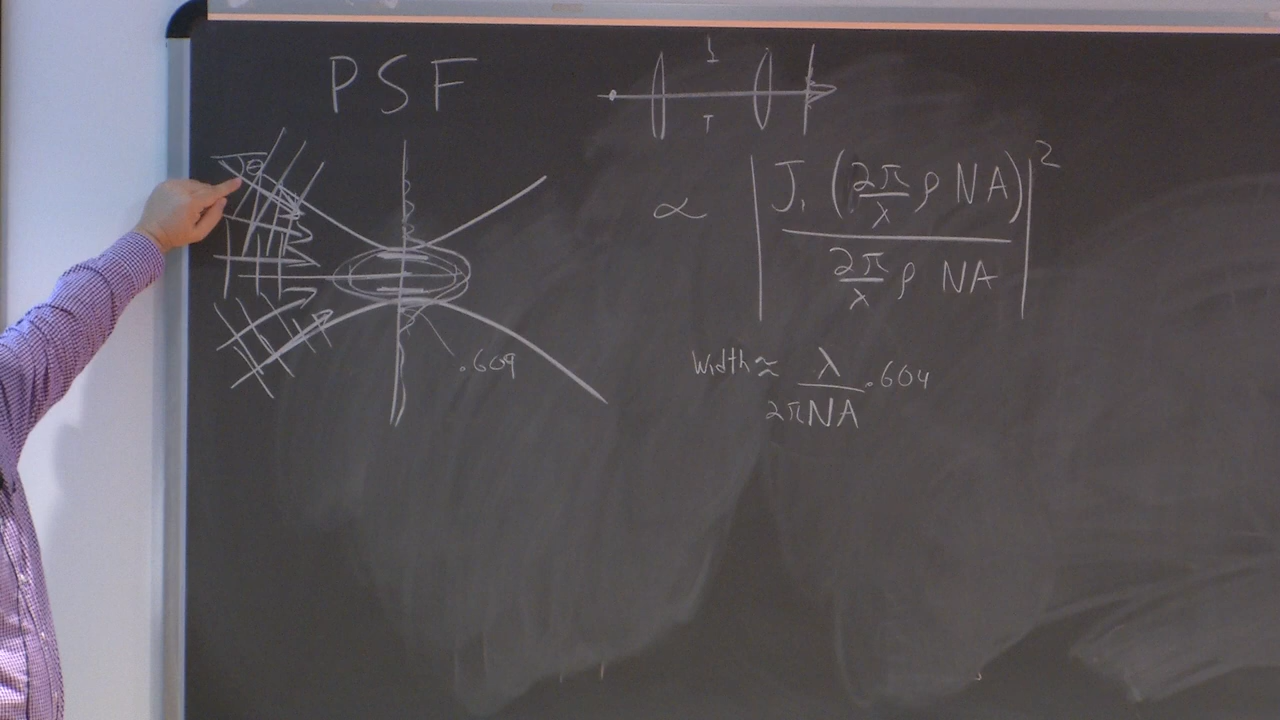 PSF
θ
.609
∝ | J₁ (2π/λ ρ NA) / 2π/λ ρ NA |²
Width ≈ λ/2πNA .604